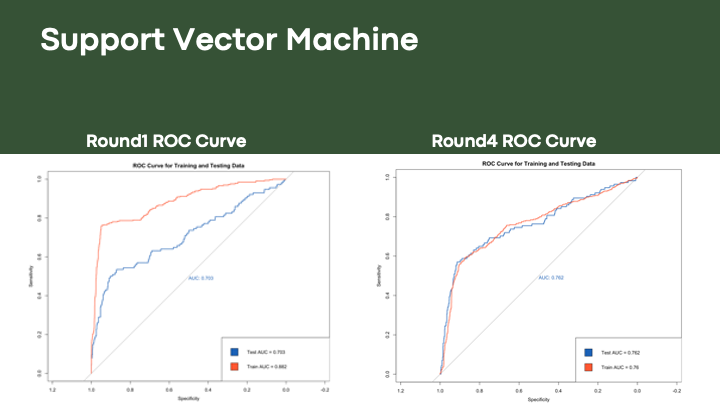 Support Vector Machine
Round1 ROC Curve
Round4 ROC Curve
ROC Curve for Training and Testing Data
Sensitivity
1.0
0.8
0.6
0.4
0.2
0.0
AUC: 0.703
Test AUC = 0.703
Train AUC = 0.882
1.2 1.0 0.8 0.6 0.4 0.2 0.0 -0.2
Specificity
ROC Curve for Training and Testing Data
Sensitivity
1.0
0.8
0.6
0.4
0.2
0.0
AUC: 0.762
Test AUC = 0.762
Train AUC = 0.76
1.2 1.0 0.8 0.6 0.4 0.2 0.0 -0.2
Specificity